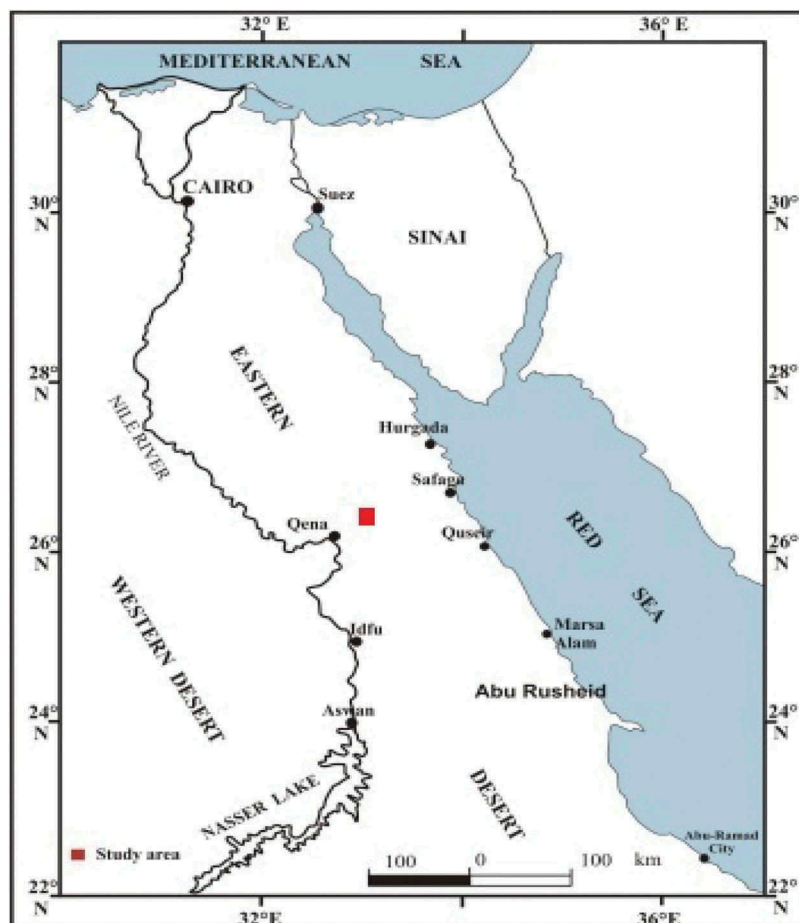 32° E 36° E
MEDITERRANEAN SEA
CAIRO
Suez
30°
N
30°
N
SINAI
EASTERN
28°
N
28°
N
NILE RIVER
Hurgada
Safaga
Qena
Quseir
RED
SEA
26°
N
26°
N
WESTERN DESERT
Idfu
Marsa
Alam
Abu Rusheid
Aswan
24°
N
24°
N
NASSER LAKE
DESERT
Abu-Ramad
City
Study area
100 0 100 km
22°
N
22°
N
32° E 36° E